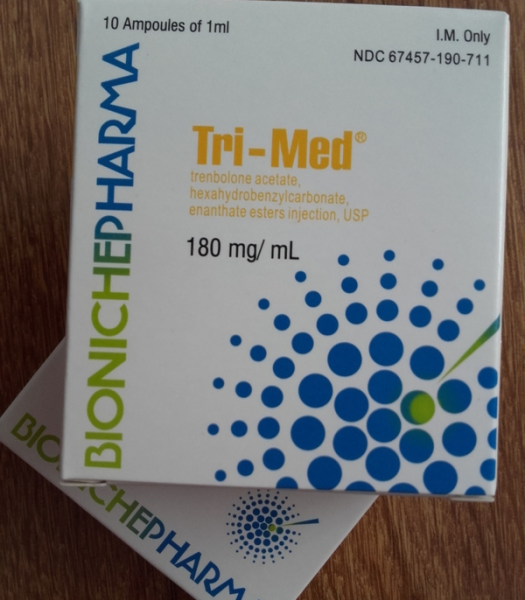 10 Ampoules of 1ml
I.M. Only
NDC 67457-190-711
BIONICHEPHARMA
Tri-Med®
trenbolone acetate,
hexahydrobenzylcarbonate,
enanthate esters injection, USP
180 mg/ mL
BIONICHEPHARMA